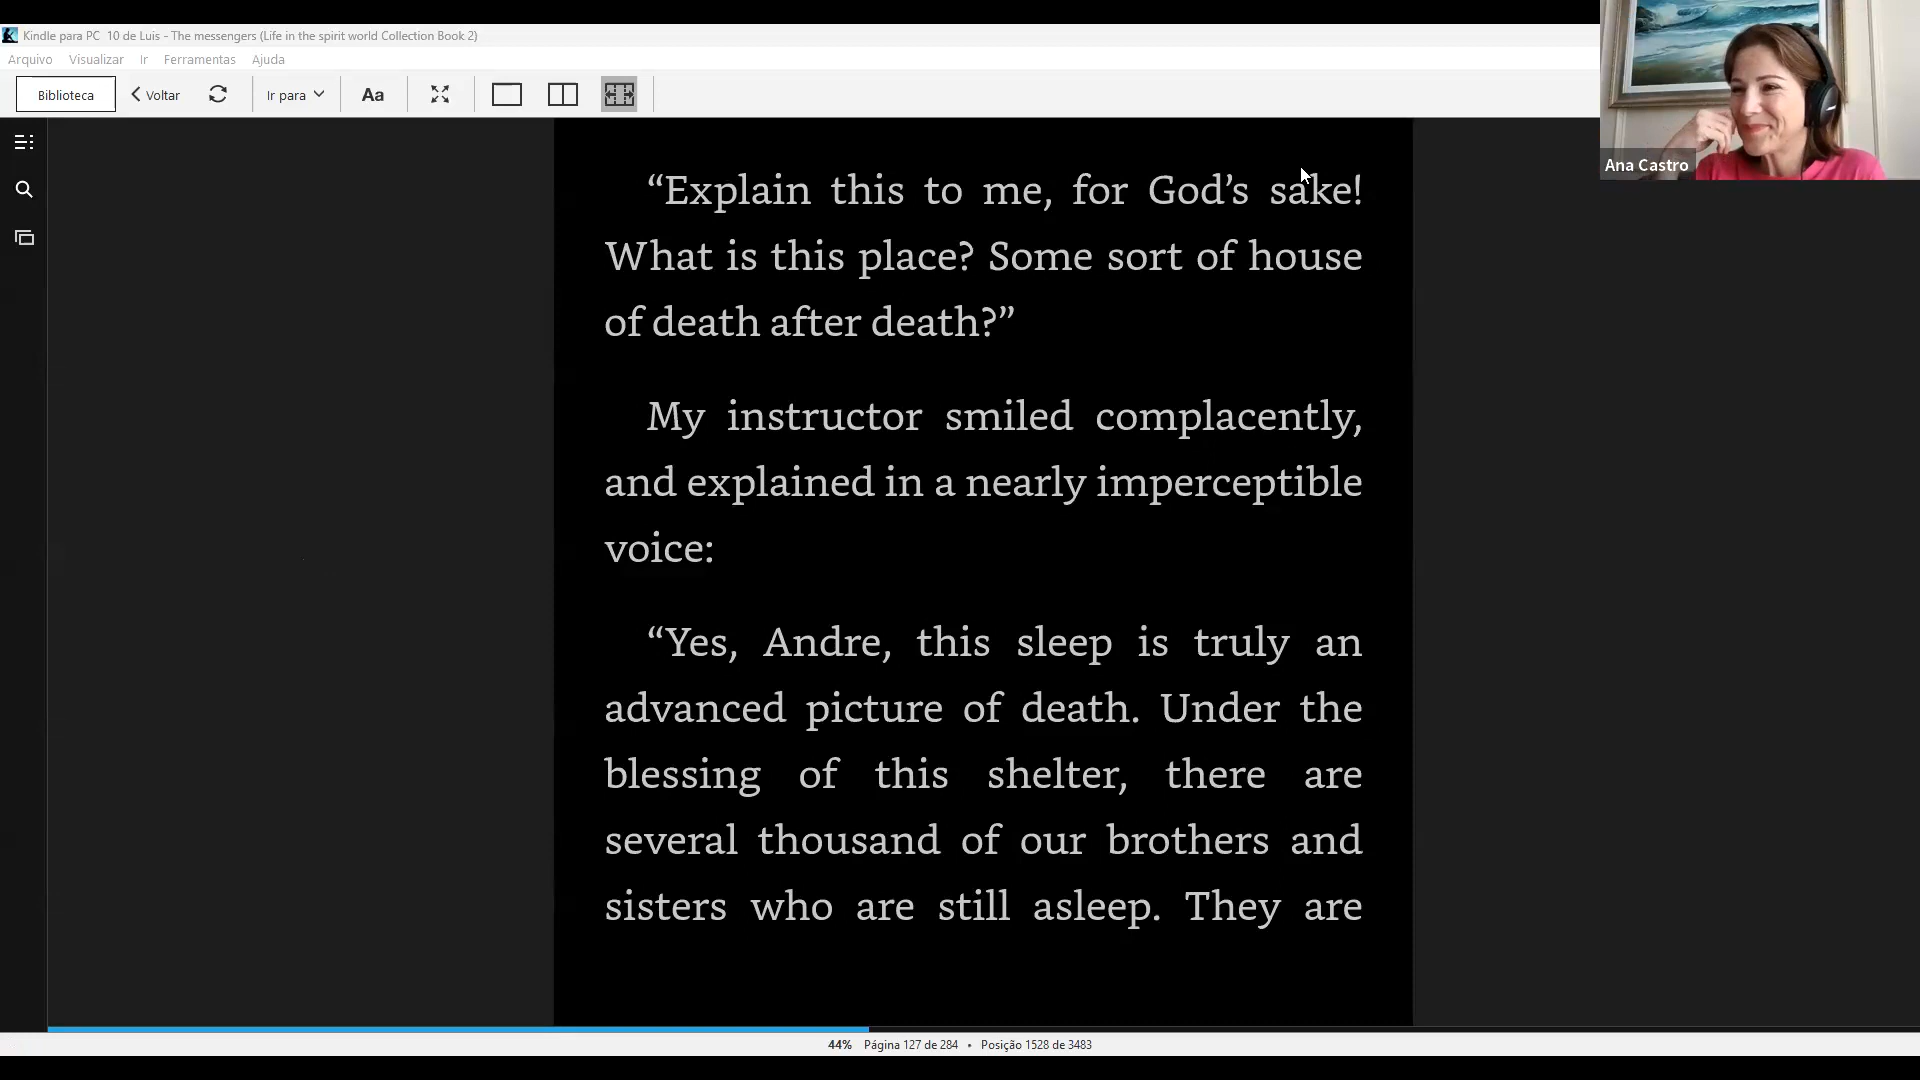 Kindle para PC 10 de Luis - The messengers (Life in the spirit world Collection Book 2)
Arquivo Visualizar Ir Ferramentas Ajuda
Biblioteca Voltar Ir para Aa
Ana Castro
“Explain this to me, for God’s sake!
What is this place? Some sort of house
of death after death?”
My instructor smiled complacently,
and explained in a nearly imperceptible
voice:
“Yes, Andre, this sleep is truly an
advanced picture of death. Under the
blessing of this shelter, there are
several thousand of our brothers and
sisters who are still asleep. They are
44% Página 127 de 284 • Posição 1528 de 3483